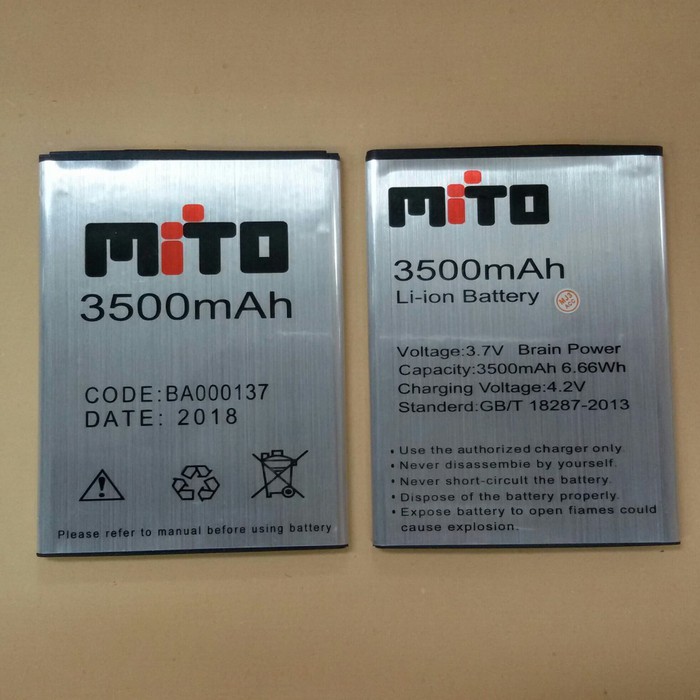 MiTO
3500mAh
CODE:BA000137
DATE: 2018
Please refer to manual before using battery
MiTO
3500mAh
Li-ion Battery
MJ3
ACC
Voltage:3.7V Brain Power
Capacity:3500mAh 6.66Wh
Charging Voltage:4.2V
Standerd:GB/T 18287-2013
• Use the authorized charger only.
• Never disassembie by yourself.
• Never short-circuit the battery.
• Dispose of the battery properly.
• Expose battery to open fiames could
cause explosion.